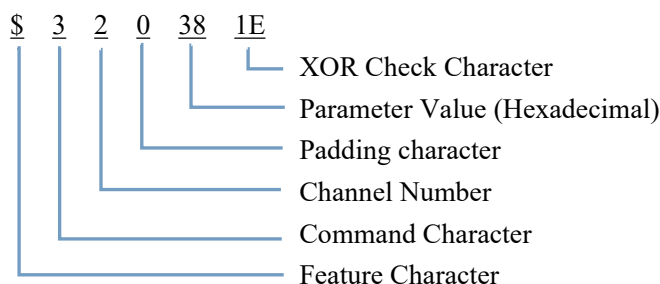 $ 3 2 0 38 1E
XOR Check Character
Parameter Value (Hexadecimal)
Padding character
Channel Number
Command Character
Feature Character